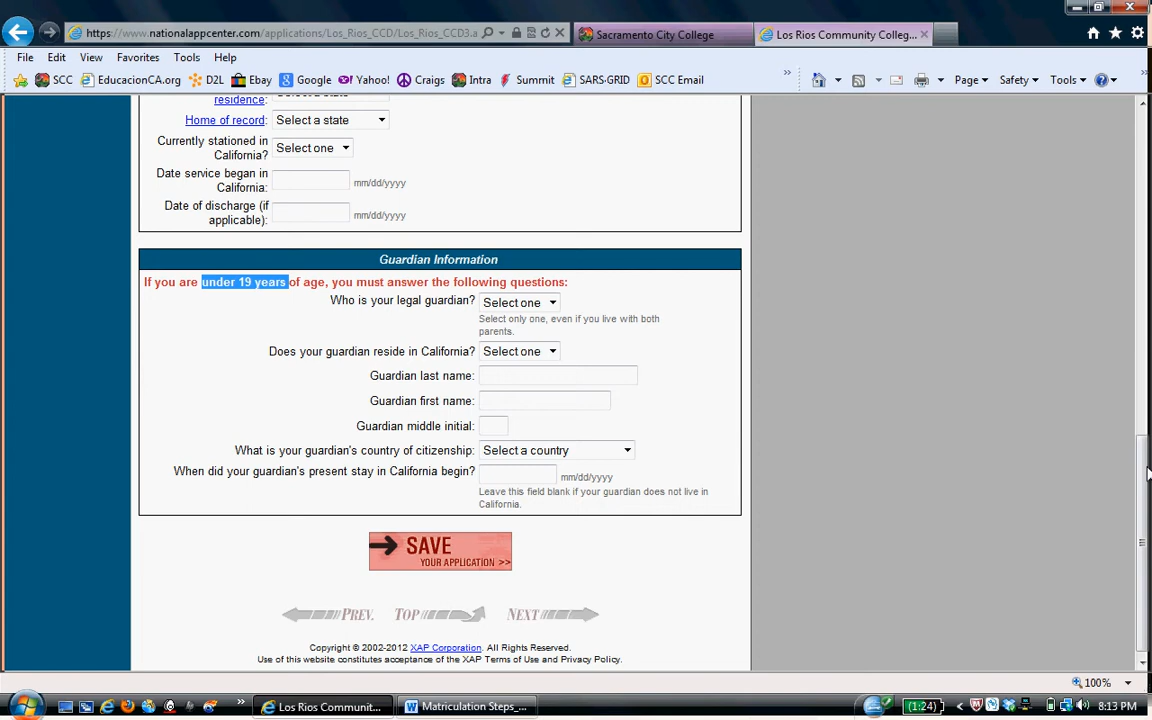 https://www.nationalappcenter.com/applications/Los_Rios_CCD/Los_Rios_CCD3.a
Sacramento City College
Los Rios Community Colleg...
File Edit View Favorites Tools Help
SCC EducacionCA.org D2L Ebay Google Yahoo! Craigs Intra Summit SARS·GRID SCC Email
Page Safety Tools
residence:
Home of record: Select a state
Currently stationed in Select one
California?
Date service began in
California: mm/dd/yyyy
Date of discharge (if
applicable): mm/dd/yyyy
Guardian Information
If you are under 19 years of age, you must answer the following questions:
Who is your legal guardian? Select one
Select only one, even if you live with both
parents.
Does your guardian reside in California? Select one
Guardian last name:
Guardian first name:
Guardian middle initial:
What is your guardian's country of citizenship: Select a country
When did your guardian's present stay in California begin? mm/dd/yyyy
Leave this field blank if your guardian does not live in
California.
SAVE
YOUR APPLICATION >>
PREV. TOP NEXT
Copyright © 2002-2012 XAP Corporation. All Rights Reserved.
Use of this website constitutes acceptance of the XAP Terms of Use and Privacy Policy.
100%
Los Rios Communit... Matriculation Steps_... (1:24) 8:13 PM